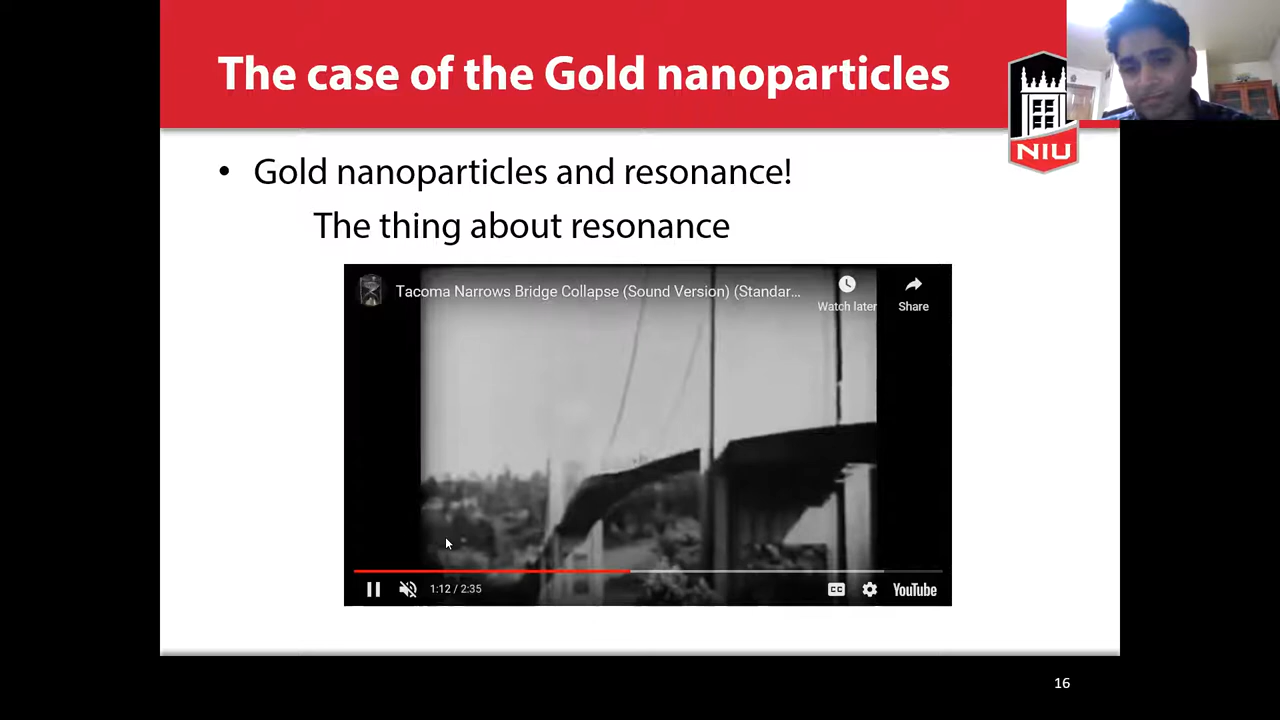 The case of the Gold nanoparticles
NIU
• Gold nanoparticles and resonance!
The thing about resonance
Tacoma Narrows Bridge Collapse (Sound Version) (Standar...
Watch later
Share
1:12 / 2:35
CC
YouTube
16